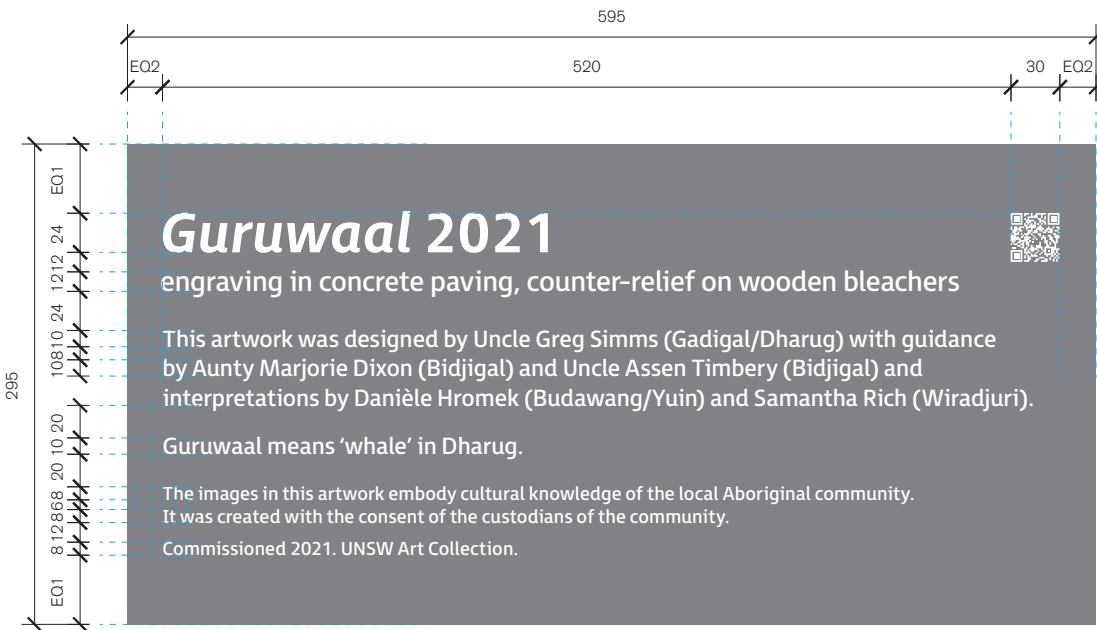 595
EQ2 520 30 EQ2
295
EQ1
24
12
12
24
10
8
10
20
10
20
8
6
8
12
8
EQ1
Guruwaal 2021
engraving in concrete paving, counter-relief on wooden bleachers
This artwork was designed by Uncle Greg Simms (Gadigal/Dharug) with guidance
by Aunty Marjorie Dixon (Bidjigal) and Uncle Assen Timbery (Bidjigal) and
interpretations by Danièle Hromek (Budawang/Yuin) and Samantha Rich (Wiradjuri).
Guruwaal means ‘whale’ in Dharug.
The images in this artwork embody cultural knowledge of the local Aboriginal community.
It was created with the consent of the custodians of the community.
Commissioned 2021. UNSW Art Collection.